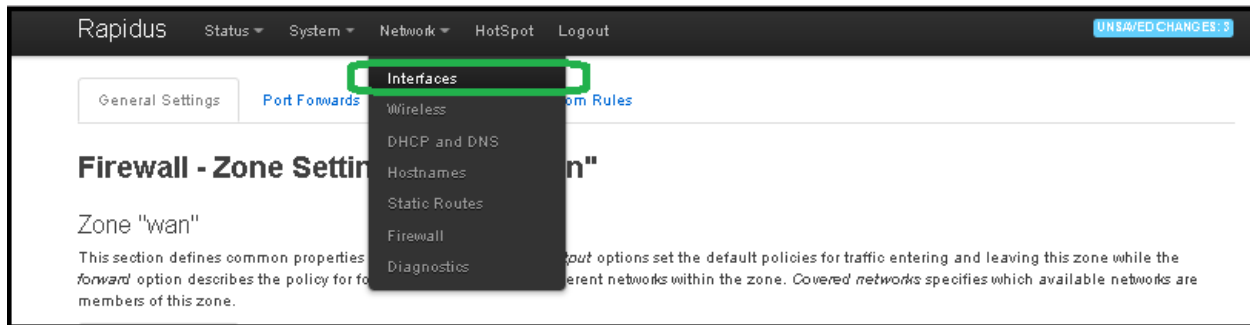 Rapidus Status System Network HotSpot Logout UNSAVED CHANGES: 3
Interfaces
General Settings Port Forwards om Rules
Wireless
DHCP and DNS
Firewall - Zone Settin n"
Hostnames
Static Routes
Zone "wan"
Firewall
This section defines common properties put options set the default policies for traffic entering and leaving this zone while the
Diagnostics
forward option describes the policy for fo erent networks within the zone. Covered networks specifies which available networks are
members of this zone.